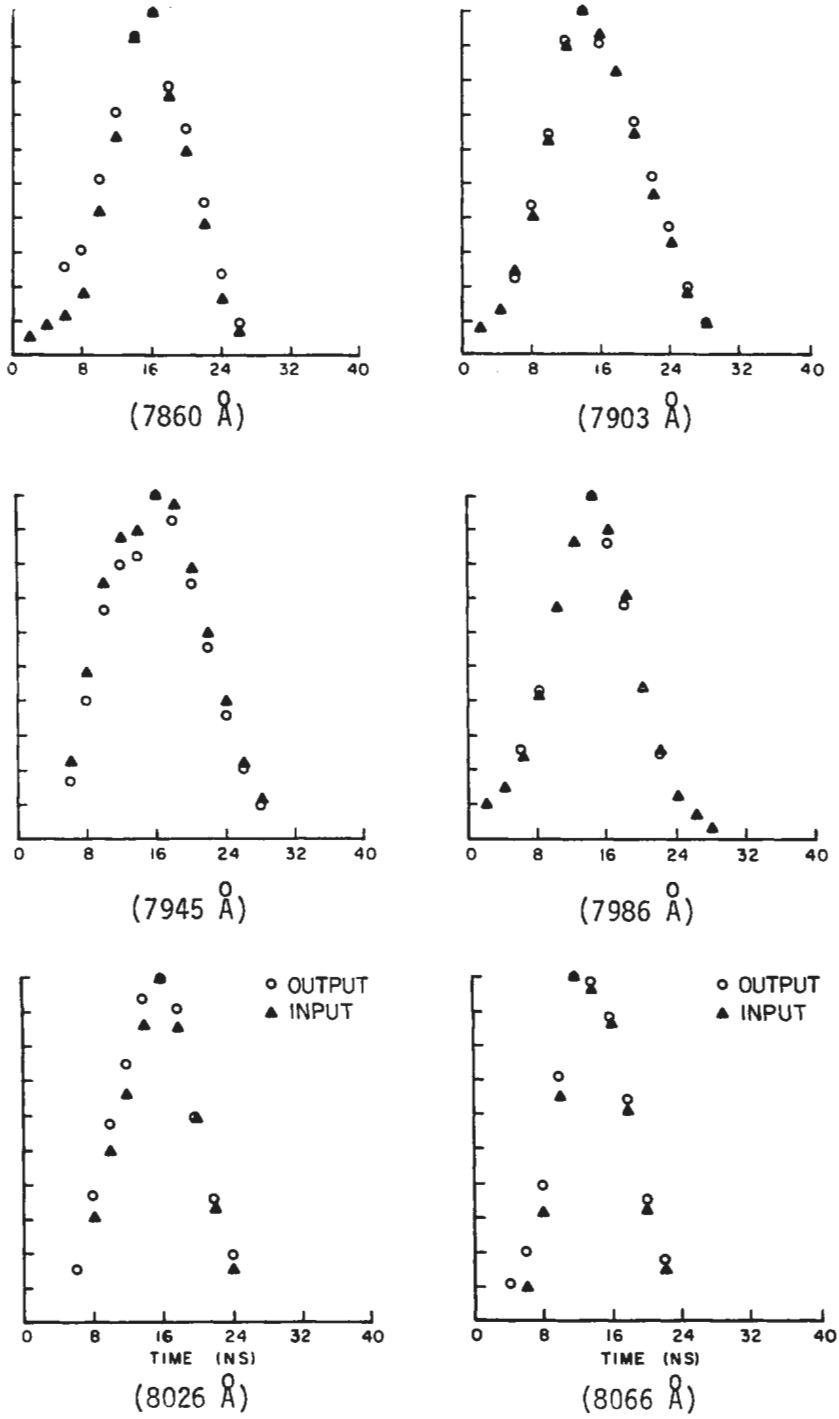 0 8 16 24 32 40
(7860 Å)
0 8 16 24 32 40
(7903 Å)
0 8 16 24 32 40
(7945 Å)
0 8 16 24 32 40
(7986 Å)
OUTPUT
INPUT
0 8 16 24 32 40
TIME (NS)
(8026 Å)
OUTPUT
INPUT
0 8 16 24 32 40
TIME (NS)
(8066 Å)